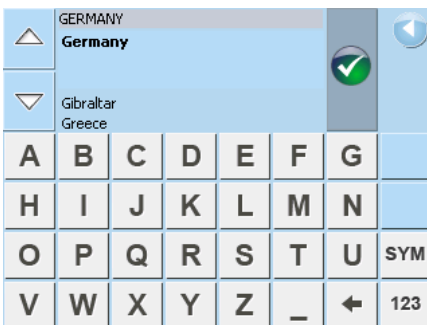 GERMANY
Germany
Gibraltar
Greece
A B C D E F G
H I J K L M N
O P Q R S T U SYM
V W X Y Z _ 123